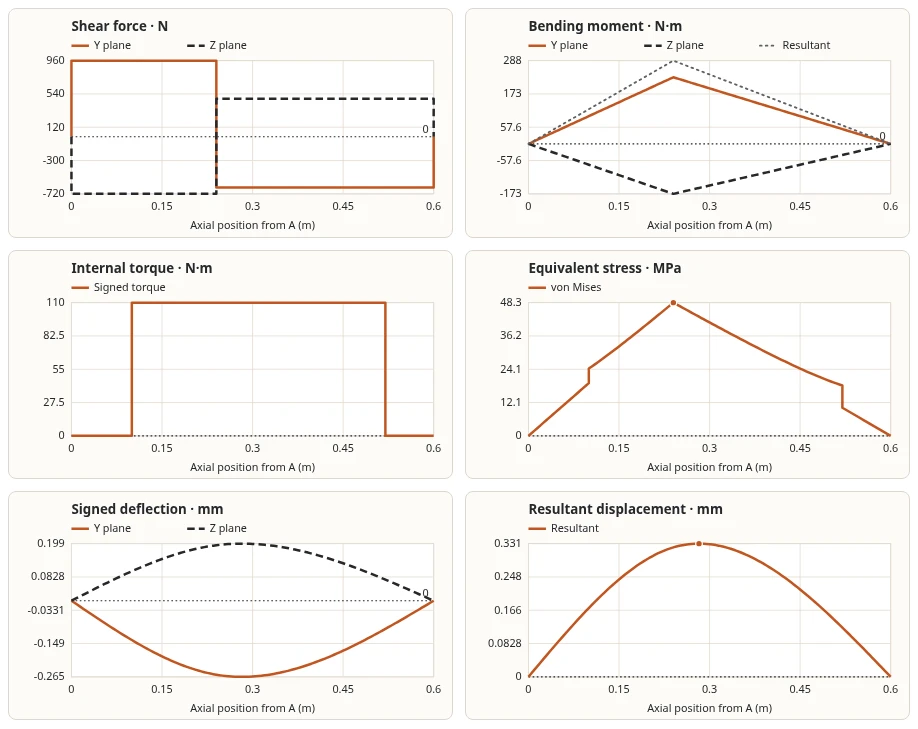 Shear force · N
Y plane Z plane
960
540
120
0
-300
-720
0 0.15 0.3 0.45 0.6
Axial position from A (m)
Bending moment · N·m
Y plane Z plane Resultant
288
173
57.6
0
-57.6
-173
0 0.15 0.3 0.45 0.6
Axial position from A (m)
Internal torque · N·m
Signed torque
110
82.5
55
27.5
0
0 0.15 0.3 0.45 0.6
Axial position from A (m)
Equivalent stress · MPa
von Mises
48.3
36.2
24.1
12.1
0
0 0.15 0.3 0.45 0.6
Axial position from A (m)
Signed deflection · mm
Y plane Z plane
0.199
0.0828
0
-0.0331
-0.149
-0.265
0 0.15 0.3 0.45 0.6
Axial position from A (m)
Resultant displacement · mm
Resultant
0.331
0.248
0.166
0.0828
0
0 0.15 0.3 0.45 0.6
Axial position from A (m)